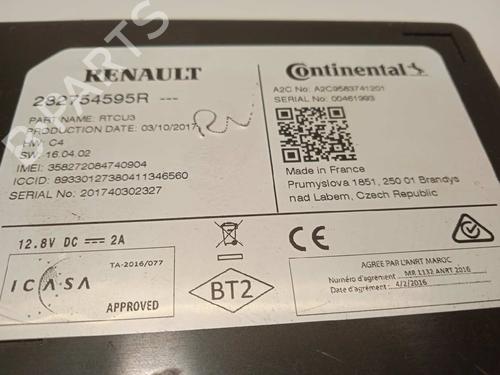 RENAULT
232754595R ---
PART NAME: RTCU3
PRODUCTION DATE: 03/10/2017
HW: C4
SW: 16.04.02
IMEI: 358272084740904
ICCID: 89330127380411346560
SERIAL NO: 201740302327
Continental
A2C No: A2C9583741201
SERIAL NO: 00461993
Made in France
Prumyslova 1851, 250 01 Brandys
nad Labem, Czech Republic
12.8V DC 2A
TA-2016/077
ICASA
APPROVED
BT2
CE
AGREE PAR L'ANRT MAROC
Numéro d'agrément : MR 1132 ANRT 2016
Date d'agrément : 4/2/2016